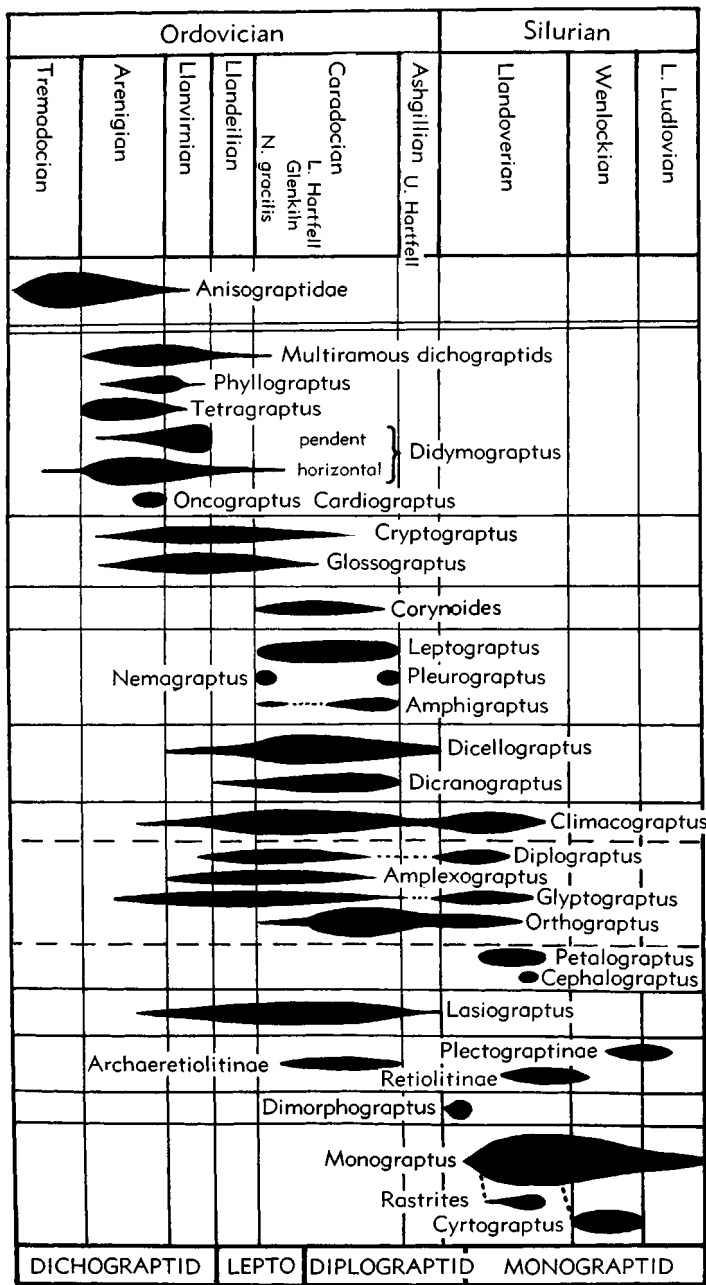 Ordovician
Silurian
Tremadocian
Arenigian
Llanvirnian
Llandeilian
Caradocian
L. Hartfell
Glenkiln
N. gracilis
Ashgillian
U. Hartfell
Llandoverian
Wenlockian
L. Ludlovian
Anisograptidae
Multiramous dichograptids
Phyllograptus
Tetragraptus
pendent
horizontal
} Didymograptus
Oncograptus Cardiograptus
Cryptograptus
Glossograptus
Corynoides
Leptograptus
Nemagraptus
Pleurograptus
Amphigraptus
Dicellograptus
Dicranograptus
Climacograptus
Diplograptus
Amplexograptus
Glyptograptus
Orthograptus
Petalograptus
Cephalograptus
Lasiograptus
Plectograptinae
Archaeretiolitinae
Retiolitinae
Dimorphograptus
Monograptus
Rastrites
Cyrtograptus
DICHOGRAPTID LEPTO DIPLOGRAPTID MONOGRAPTID